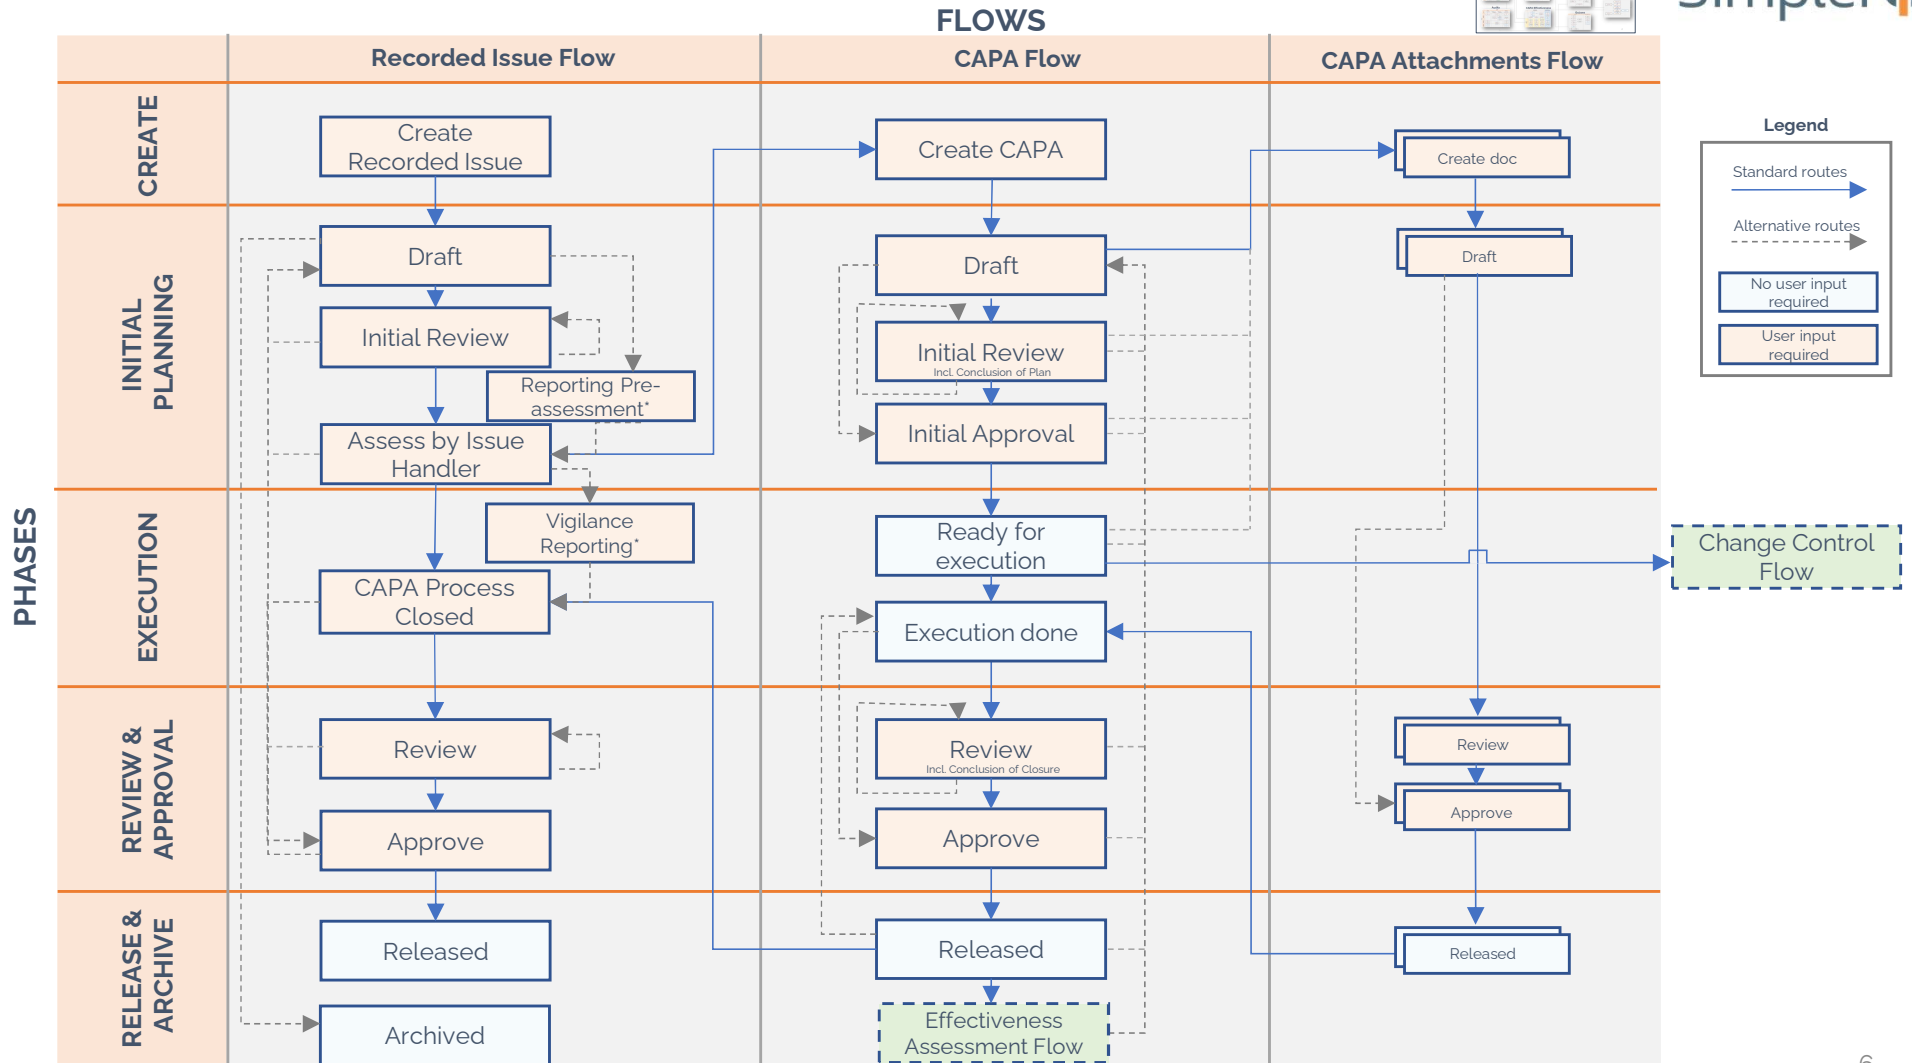 FLOWS
Recorded Issue Flow
CAPA Flow
CAPA Attachments Flow
PHASES
CREATE
Create
Recorded Issue
Create CAPA
Create doc
INITIAL
PLANNING
Draft
Initial Review
Reporting Pre-
assessment*
Assess by Issue
Handler
Draft
Initial Review
Incl. Conclusion of Plan
Initial Approval
Draft
EXECUTION
Vigilance
Reporting*
CAPA Process
Closed
Ready for
execution
Execution done
Change Control
Flow
REVIEW &
APPROVAL
Review
Approve
Review
Incl. Conclusion of Closure
Approve
Review
Approve
RELEASE &
ARCHIVE
Released
Archived
Released
Effectiveness
Assessment Flow
Released
Legend
Standard routes
Alternative routes
No user input
required
User input
required